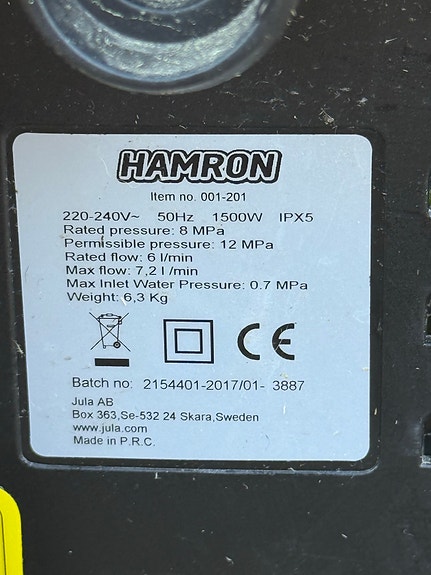 HAMRON
Item no. 001-201
220-240V~ 50Hz 1500W IPX5
Rated pressure: 8 MPa
Permissible pressure: 12 MPa
Rated flow: 6 l/min
Max flow: 7,2 l /min
Max Inlet Water Pressure: 0.7 MPa
Weight: 6,3 Kg
CE
Batch no: 2154401-2017/01- 3887
Jula AB
Box 363,Se-532 24 Skara,Sweden
www.jula.com
Made in P.R.C.